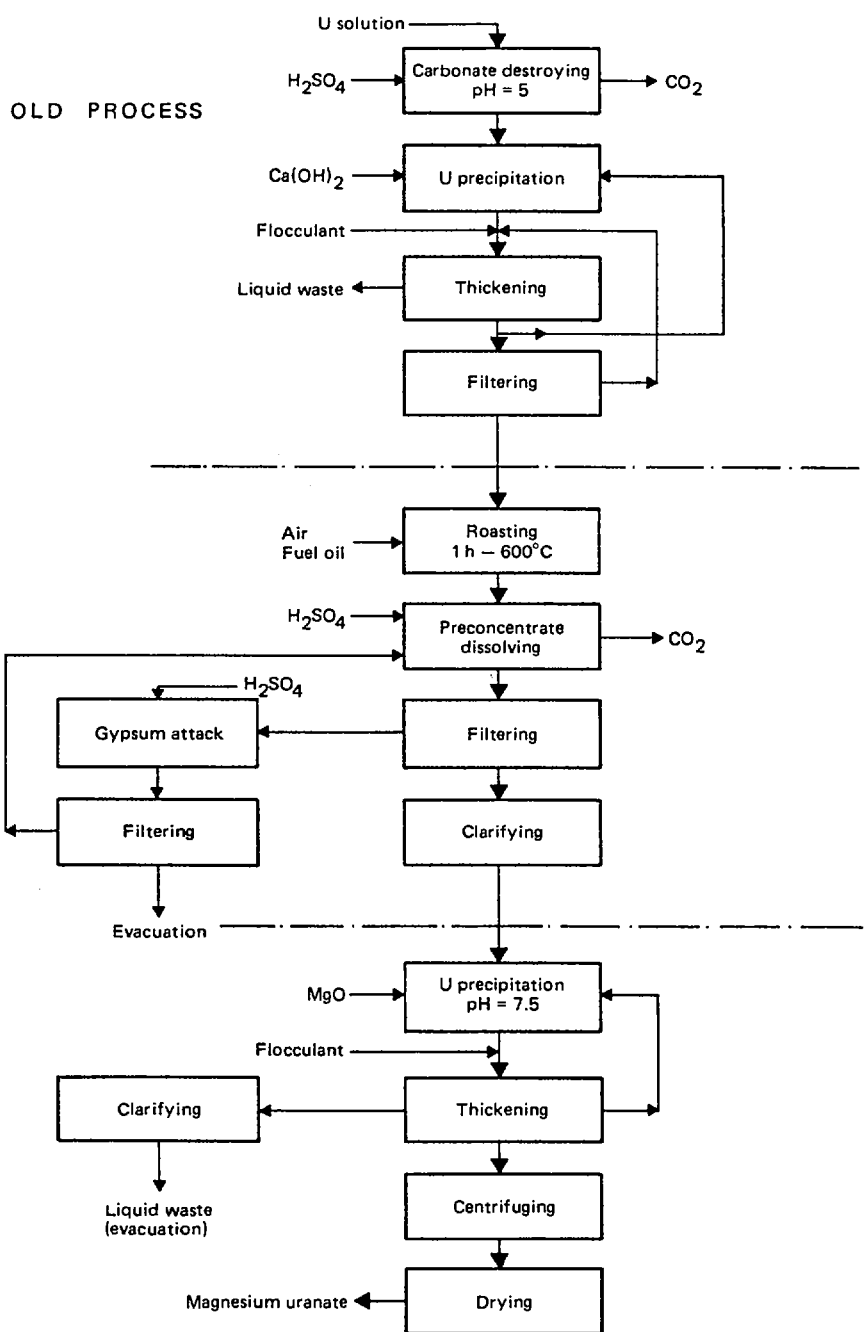 U solution
H₂SO₄
Carbonate destroying
pH = 5
CO₂
OLD PROCESS
Ca(OH)₂
U precipitation
Flocculant
Liquid waste
Thickening
Filtering
Air
Fuel oil
Roasting
1 h – 600°C
H₂SO₄
Preconcentrate
dissolving
CO₂
H₂SO₄
Gypsum attack
Filtering
Filtering
Clarifying
Evacuation
MgO
U precipitation
pH = 7.5
Flocculant
Clarifying
Thickening
Liquid waste
(evacuation)
Centrifuging
Magnesium uranate
Drying